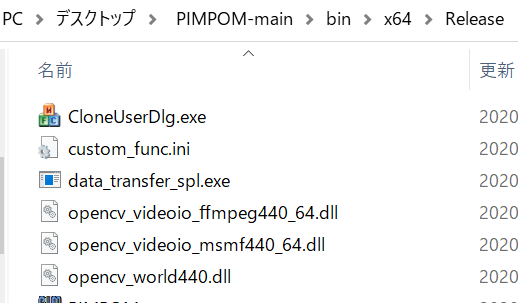 PC > デスクトップ > PIMPOM-main > bin > x64 > Release
名前 更新
CloneUserDlg.exe 2020
custom_func.ini 2020
data_transfer_spl.exe 2020
opencv_videoio_ffmpeg440_64.dll 2020
opencv_videoio_msmf440_64.dll 2020
opencv_world440.dll 2020